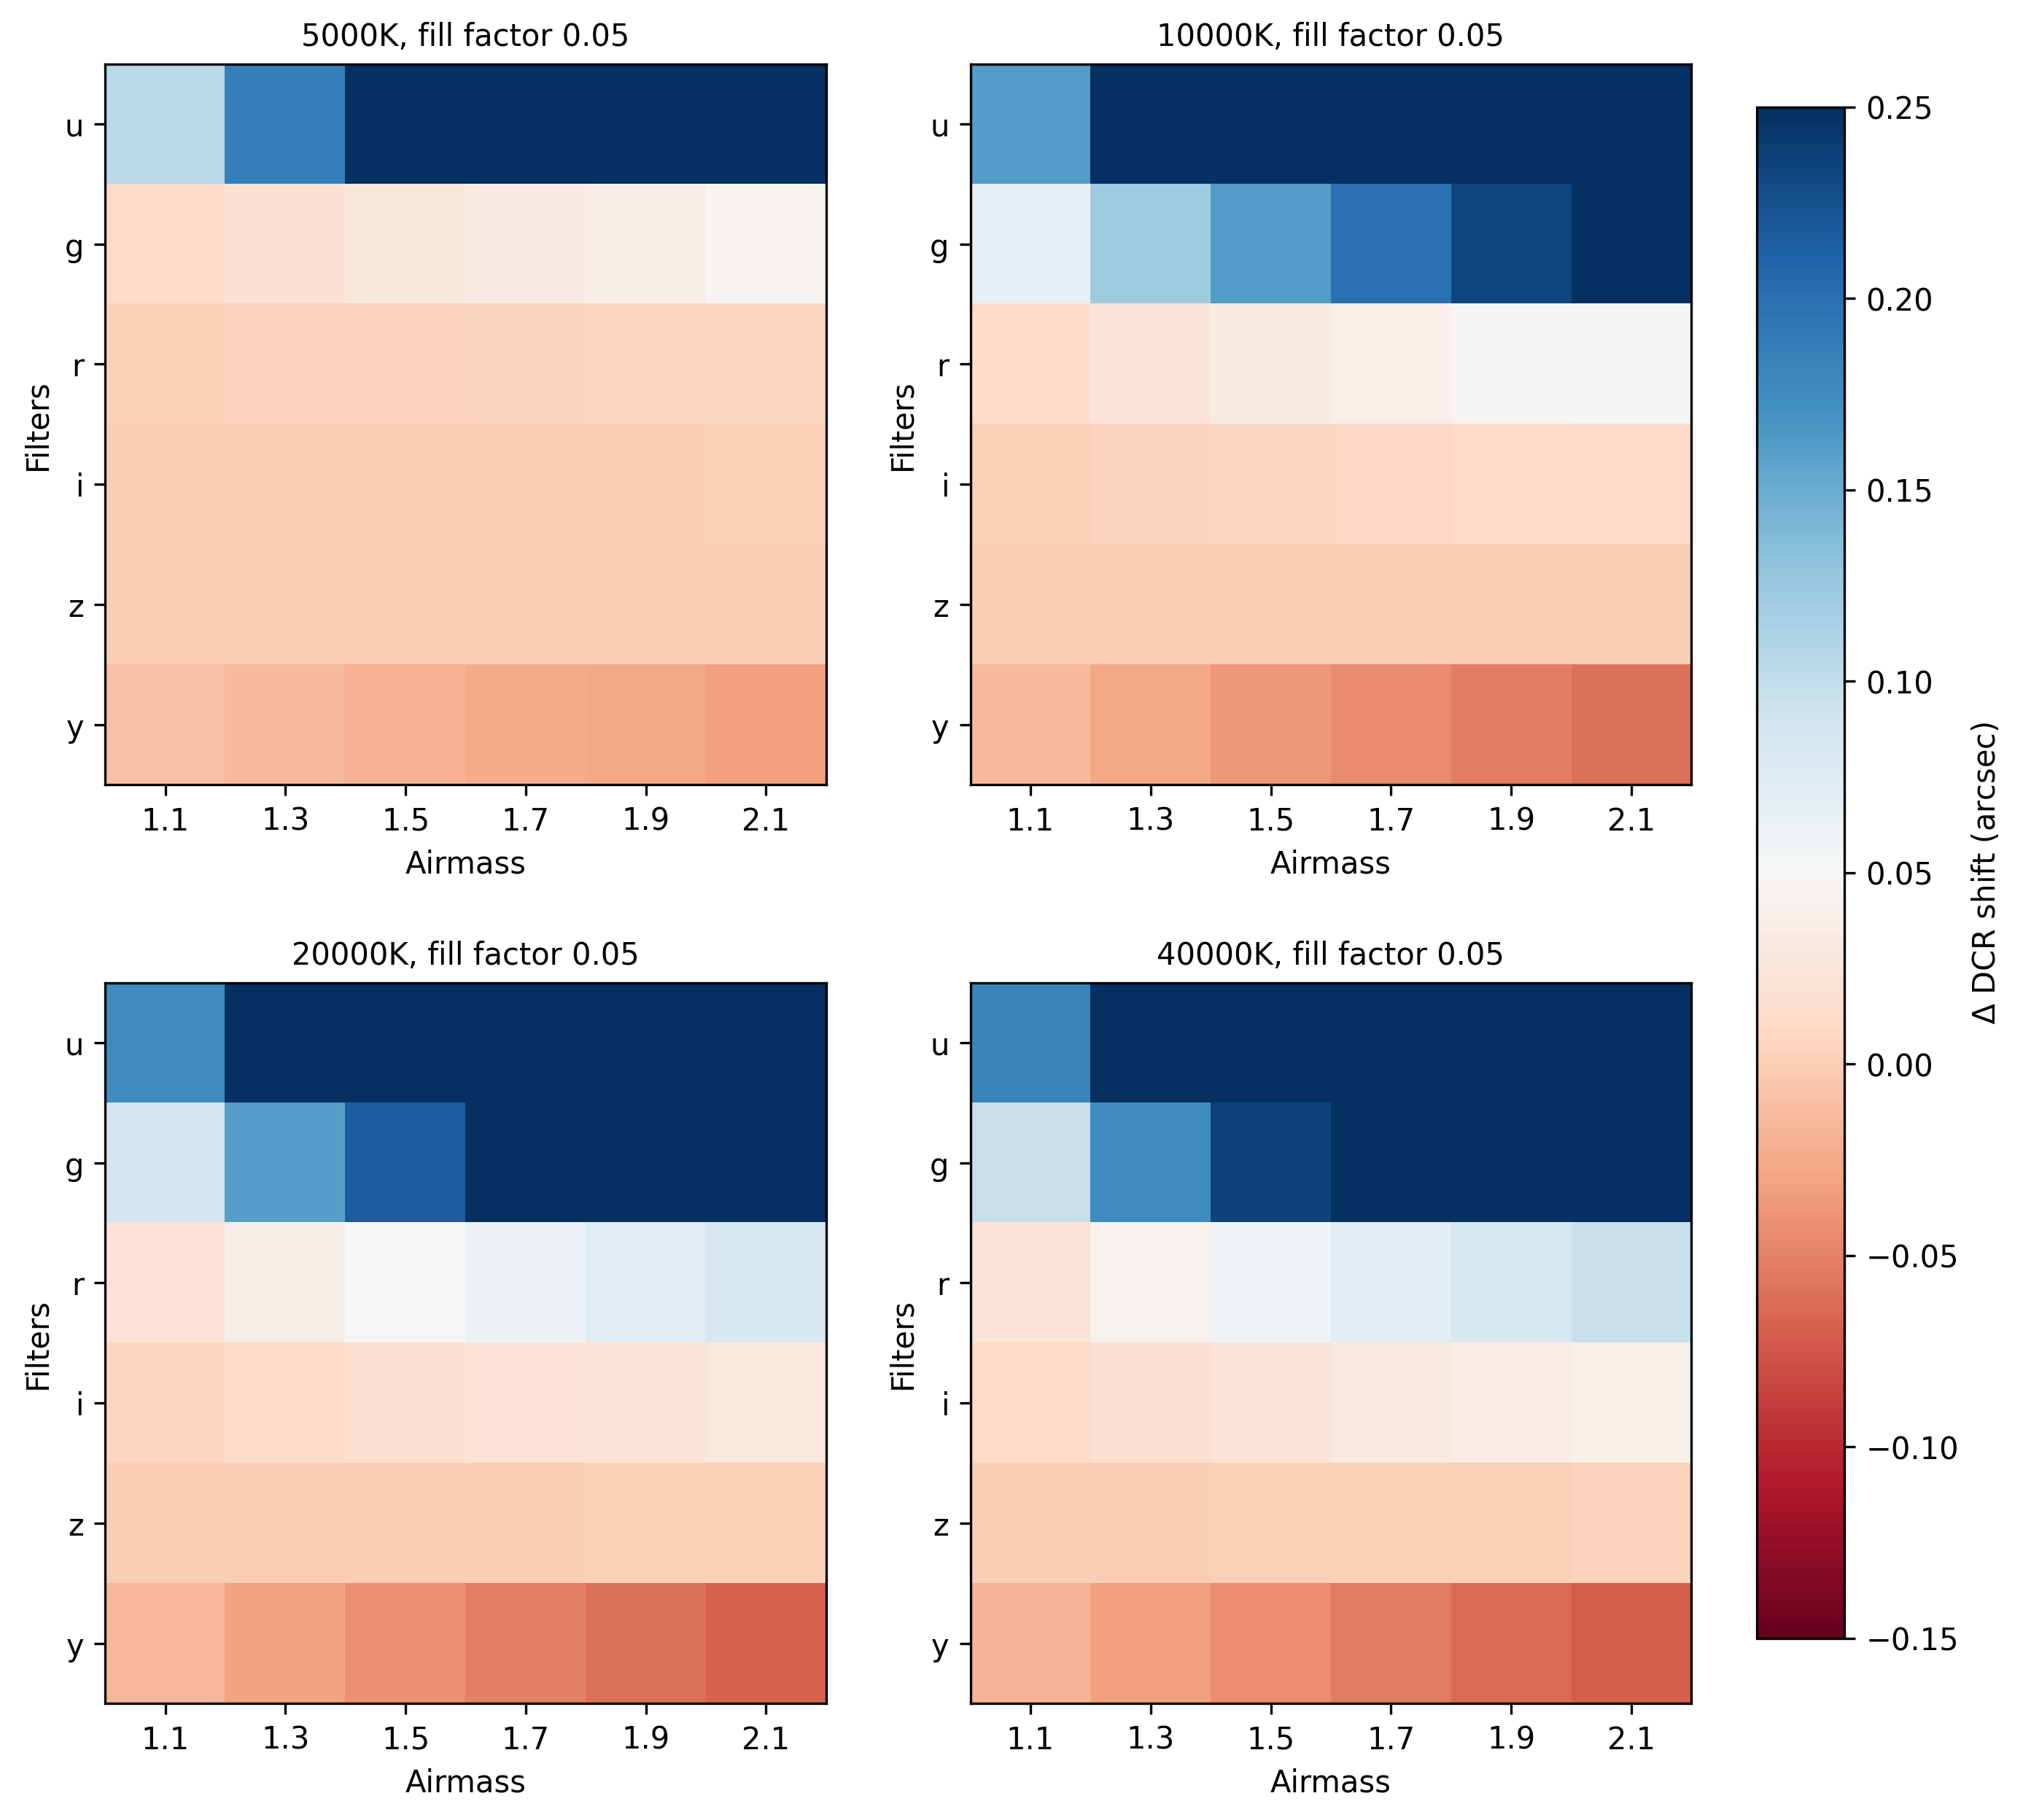 5000K, fill factor 0.05
u
g
r
i
z
y
Filters
1.1 1.3 1.5 1.7 1.9 2.1
Airmass
10000K, fill factor 0.05
u
g
r
i
z
y
Filters
1.1 1.3 1.5 1.7 1.9 2.1
Airmass
20000K, fill factor 0.05
u
g
r
i
z
y
Filters
1.1 1.3 1.5 1.7 1.9 2.1
Airmass
40000K, fill factor 0.05
u
g
r
i
z
y
Filters
1.1 1.3 1.5 1.7 1.9 2.1
Airmass
0.25
0.20
0.15
0.10
0.05
0.00
−0.05
−0.10
−0.15
Δ DCR shift (arcsec)